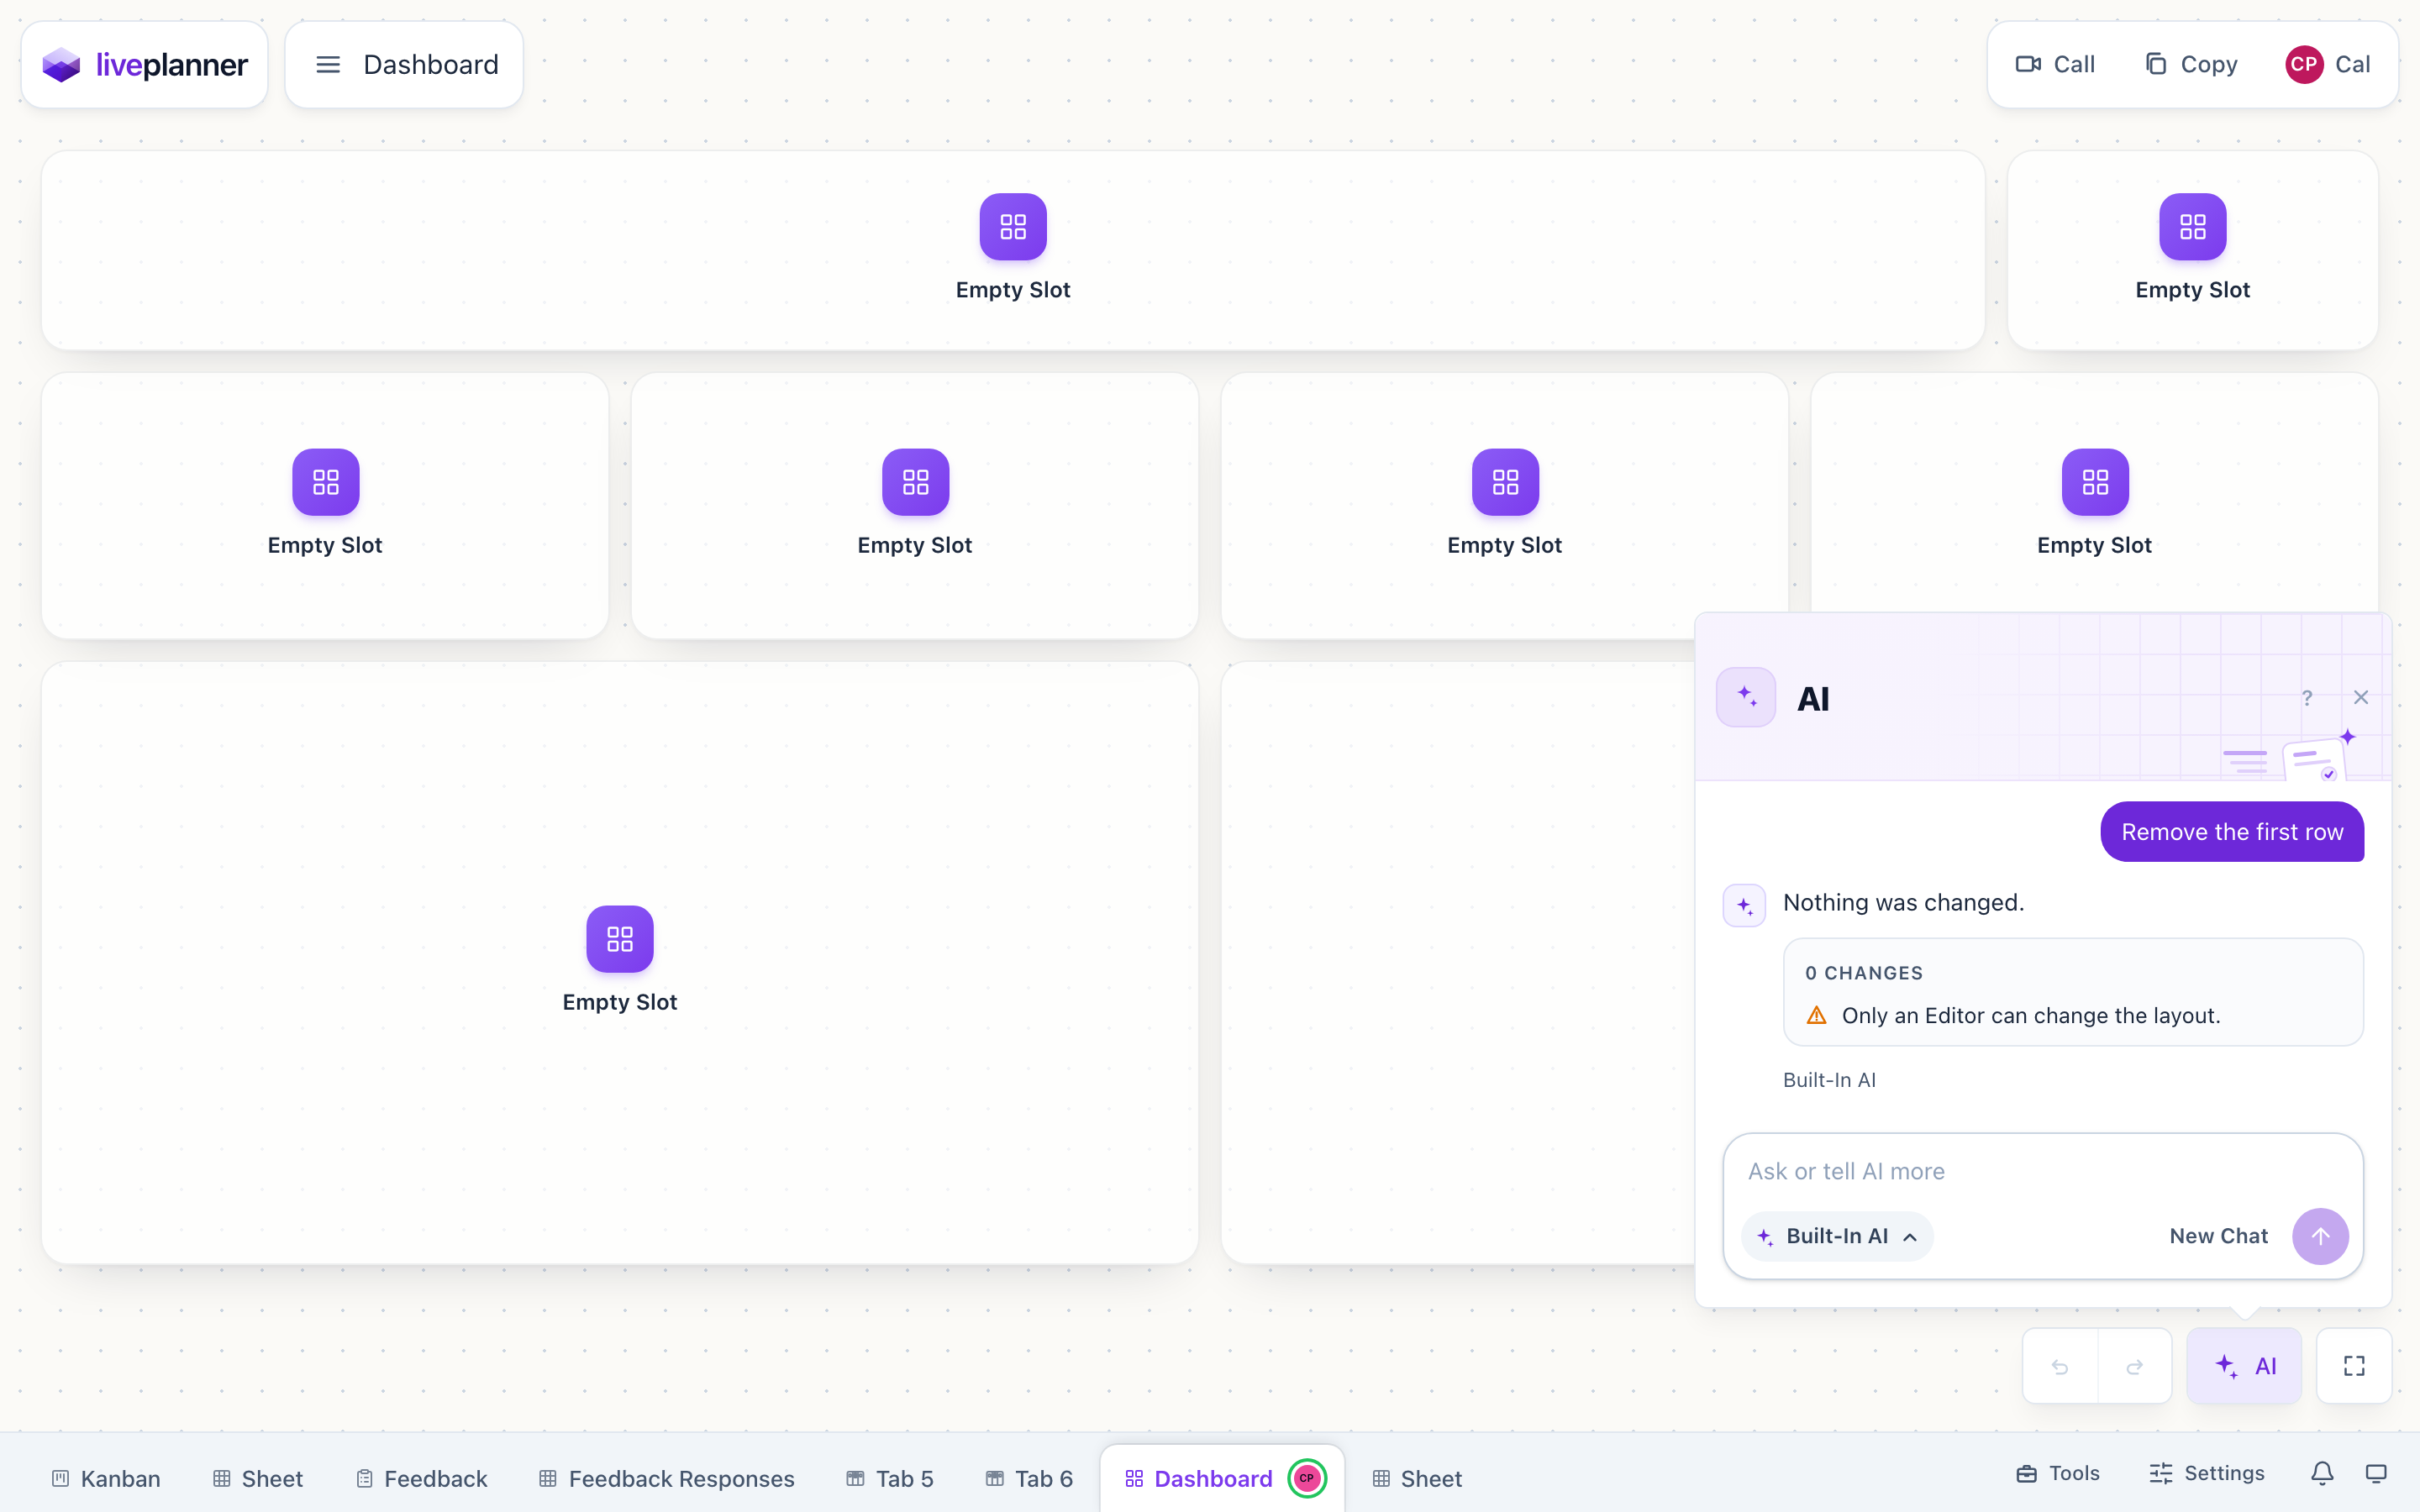 liveplanner
Dashboard
Call
Copy
CP
Cal
Empty Slot
Empty Slot
Empty Slot
Empty Slot
Empty Slot
Empty Slot
Empty Slot
AI
?
Remove the first row
Nothing was changed.
0 CHANGES
Only an Editor can change the layout.
Built-In AI
Ask or tell AI more
Built-In AI
New Chat
AI
Kanban
Sheet
Feedback
Feedback Responses
Tab 5
Tab 6
Dashboard
CP
Sheet
Tools
Settings